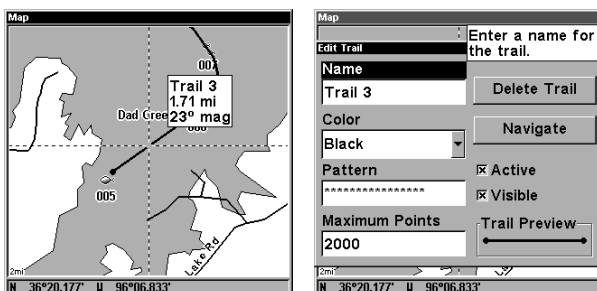 Map
007
Trail 3
1.71 mi
23° mag
Dad Cree
006
005
Lake Rd
2mi
N 36°20.177' W 96°06.833'
Map
Enter a name for
the trail.
Edit Trail
Name
Trail 3
Delete Trail
Color
Black
Navigate
Pattern
****************
Active
Visible
Maximum Points
2000
Trail Preview
2mi
N 36°20.177' W 96°06.833'